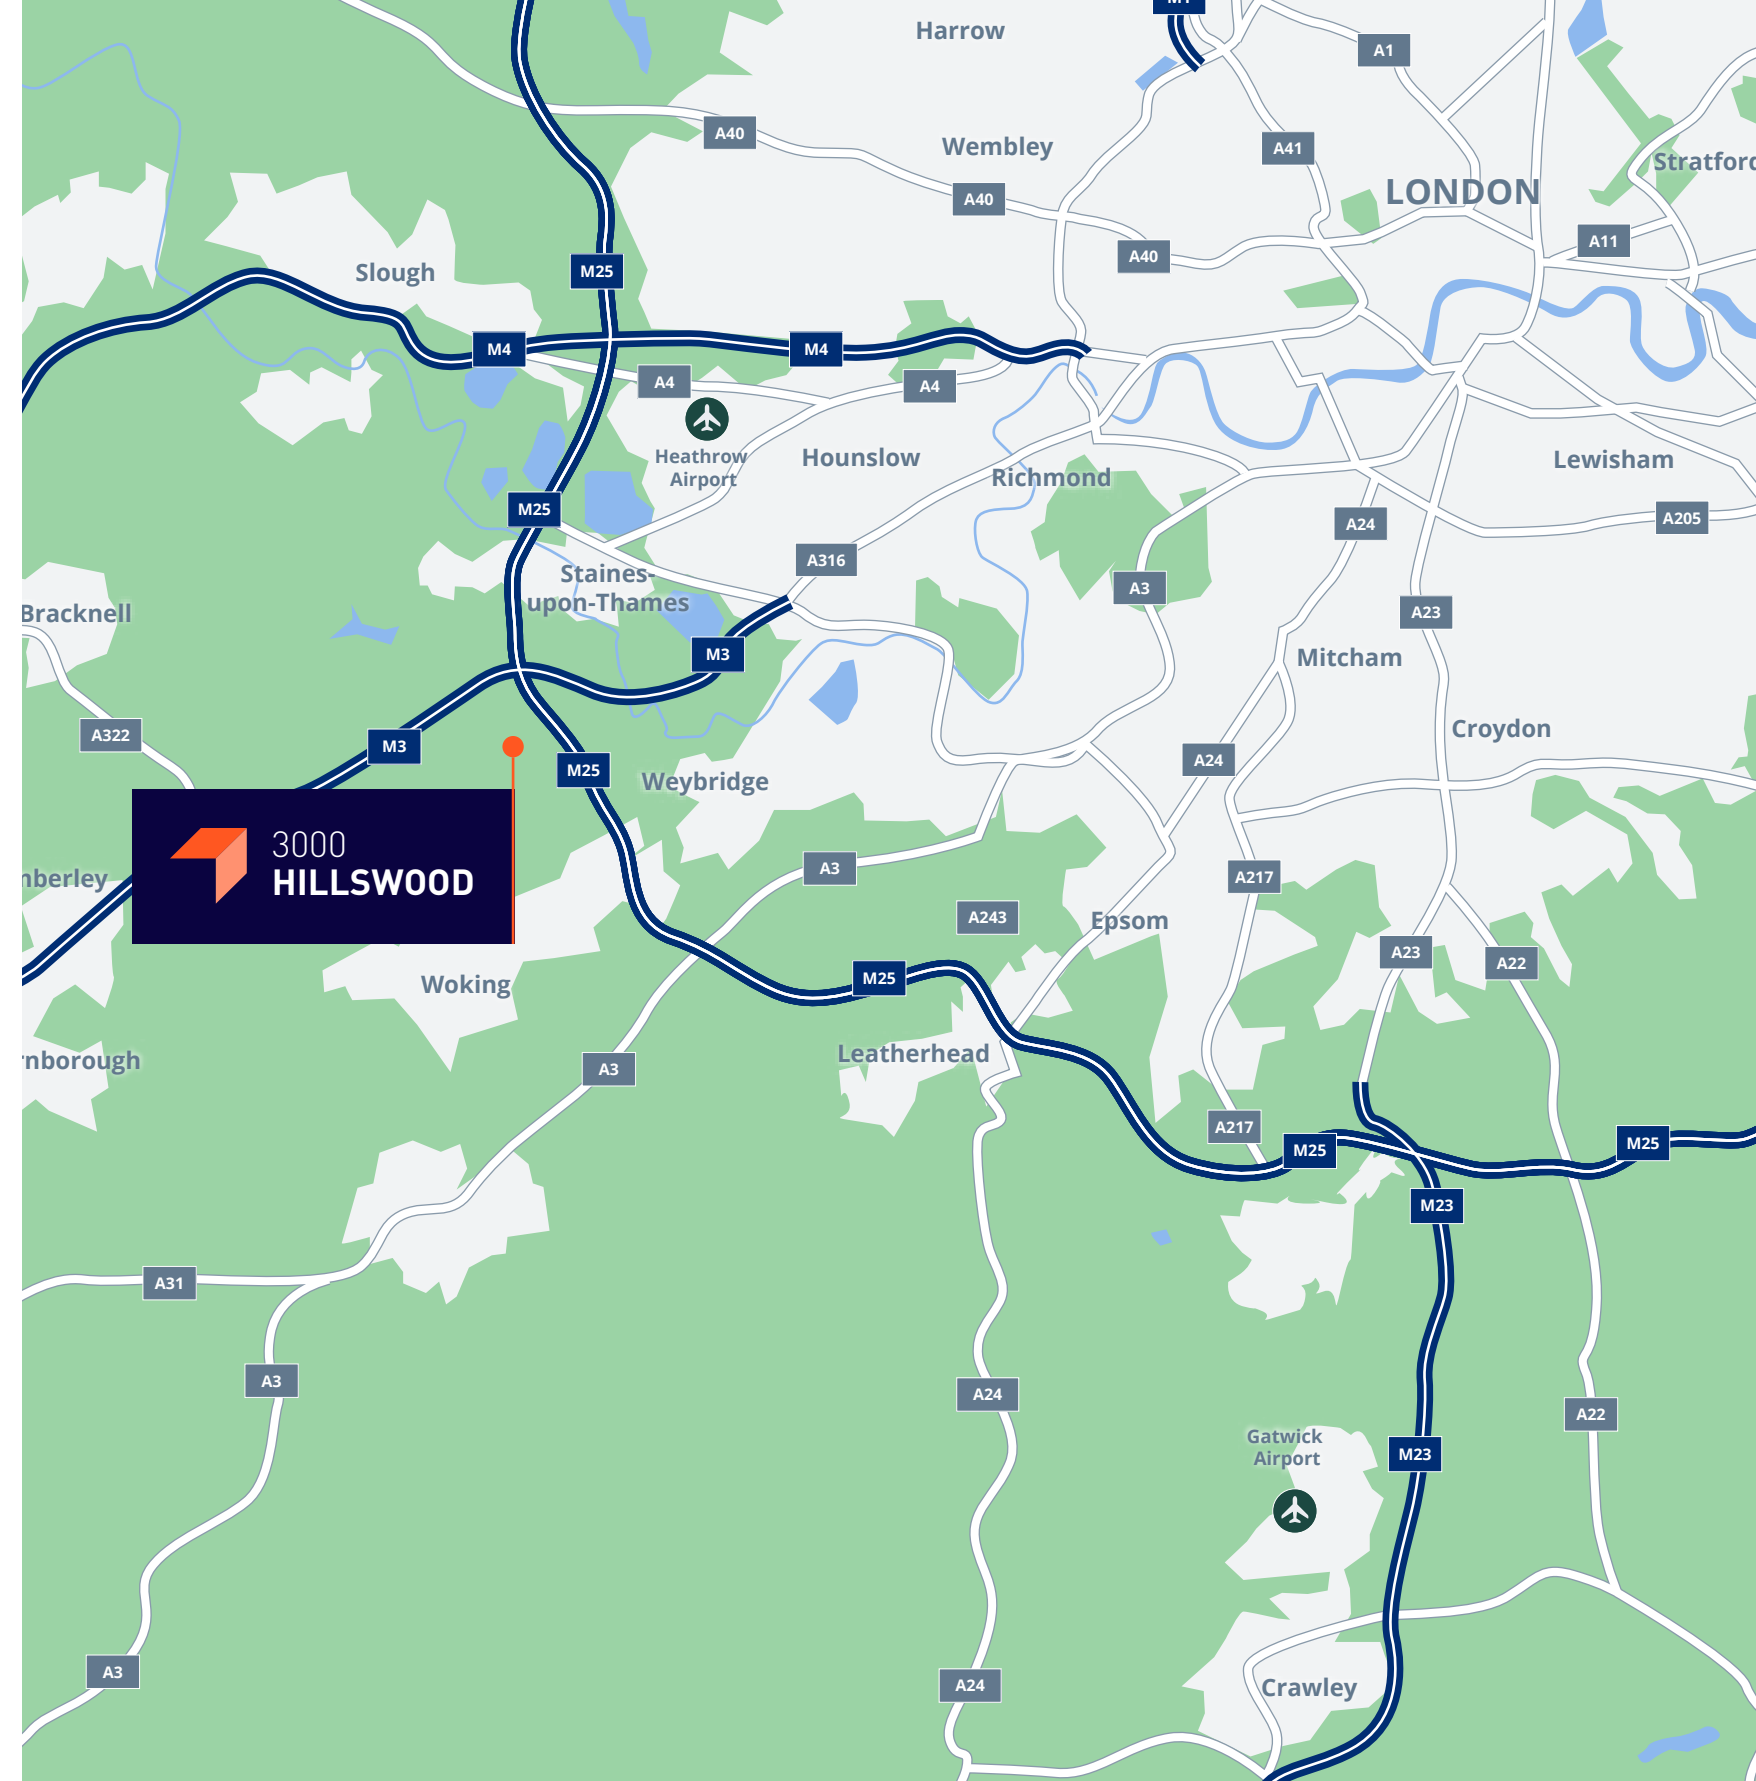 M1
Harrow
A1
A40
Wembley
A41
Stratford
LONDON
A40
A11
A40
M25
Slough
M4
M4
A4
A4
Heathrow
Airport
Hounslow
Richmond
Lewisham
M25
A24
A205
A316
Staines-
upon-Thames
A3
Bracknell
A23
M3
Mitcham
A322
M3
Croydon
M25
Weybridge
A24
3000
HILLSWOOD
A3
A217
nberley
A243
Epsom
A23
A22
M25
Woking
Leatherhead
rnborough
A3
A217
M25
M25
M23
A31
A3
A24
A22
Gatwick
Airport
M23
A3
A24
Crawley